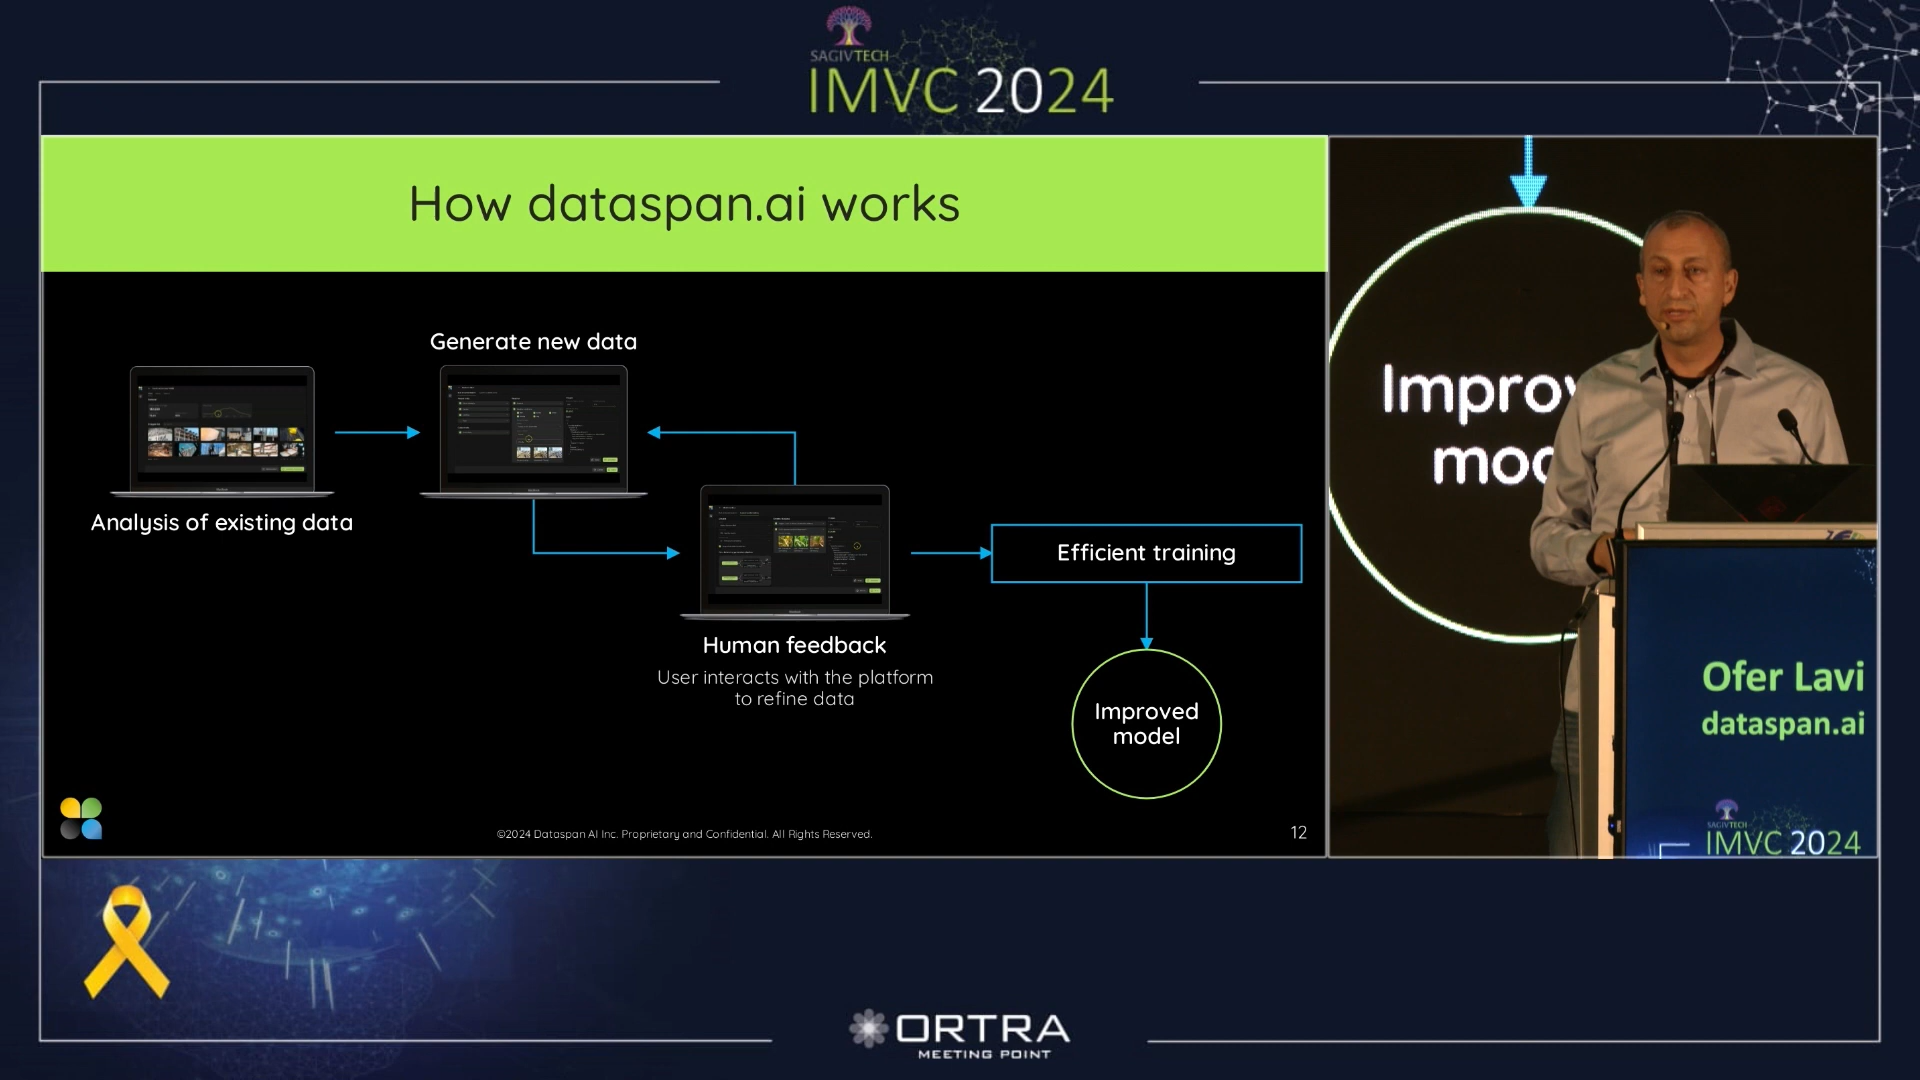 SAGIVTECH
IMVC 2024
How dataspan.ai works
Generate new data
Analysis of existing data
Efficient training
Human feedback
User interacts with the platform
to refine data
Improved
model
©2024 Dataspan AI Inc. Proprietary and Confidential. All Rights Reserved.
12
Ofer Lavi
dataspan.ai
SAGIVTECH
IMVC 2024
ORTRA
MEETING POINT